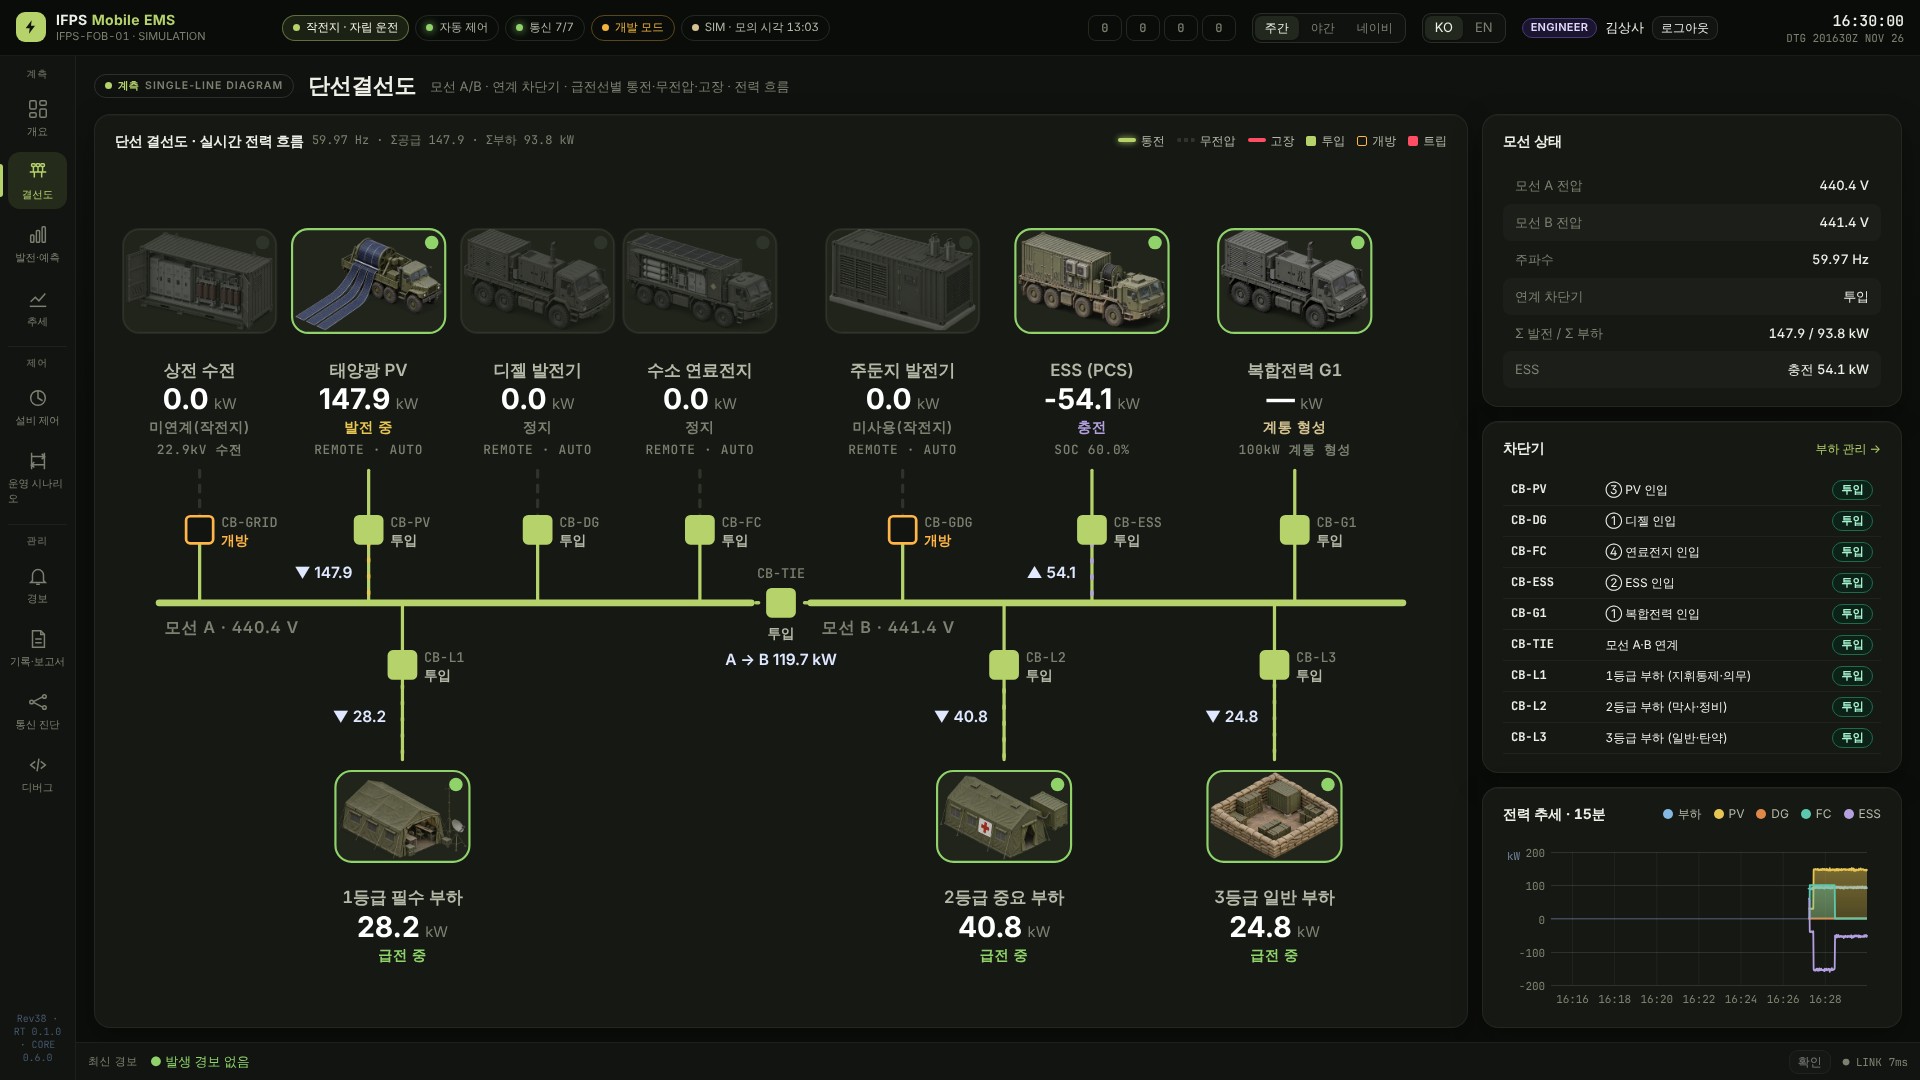 IFPS Mobile EMS
IFPS-FOB-01 · SIMULATION
작전지 · 자립 운전
자동 제어
통신 7/7
개발 모드
SIM · 모의 시각 13:03
0 0 0 0
주간 야간 네이비
KO EN
ENGINEER 김상사 로그아웃
16:30:00
DTG 201630Z NOV 26
계측
개요
결선도
발전·예측
추세
제어
설비 제어
운영 시나리
오
관리
경보
기록·보고서
통신 진단
디버그
Rev38 ·
RT 0.1.0
· CORE
0.6.0
계측 SINGLE-LINE DIAGRAM
단선결선도
모선 A/B · 연계 차단기 · 급전선별 통전·무전압·고장 · 전력 흐름
단선 결선도 · 실시간 전력 흐름 59.97 Hz · Σ공급 147.9 · Σ부하 93.8 kW
통전 무전압 고장 투입 개방 트립
상전 수전
0.0 kW
미연계(작전지)
22.9kV 수전
태양광 PV
147.9 kW
발전 중
REMOTE · AUTO
디젤 발전기
0.0 kW
정지
REMOTE · AUTO
수소 연료전지
0.0 kW
정지
REMOTE · AUTO
주둔지 발전기
0.0 kW
미사용(작전지)
REMOTE · AUTO
ESS (PCS)
-54.1 kW
충전
SOC 60.0%
복합전력 G1
— kW
계통 형성
100kW 계통 형성
CB-GRID
개방
CB-PV
투입
CB-DG
투입
CB-FC
투입
CB-GDG
개방
CB-ESS
투입
CB-G1
투입
▼ 147.9
▲ 54.1
CB-TIE
투입
A → B 119.7 kW
모선 A · 440.4 V
모선 B · 441.4 V
CB-L1
투입
CB-L2
투입
CB-L3
투입
▼ 28.2
▼ 40.8
▼ 24.8
1등급 필수 부하
28.2 kW
급전 중
2등급 중요 부하
40.8 kW
급전 중
3등급 일반 부하
24.8 kW
급전 중
모선 상태
모선 A 전압 440.4 V
모선 B 전압 441.4 V
주파수 59.97 Hz
연계 차단기 투입
Σ 발전 / Σ 부하 147.9 / 93.8 kW
ESS 충전 54.1 kW
차단기 부하 관리 →
CB-PV ③ PV 인입 투입
CB-DG ① 디젤 인입 투입
CB-FC ④ 연료전지 인입 투입
CB-ESS ② ESS 인입 투입
CB-G1 ① 복합전력 인입 투입
CB-TIE 모선 A·B 연계 투입
CB-L1 1등급 부하 (지휘통제·의무) 투입
CB-L2 2등급 부하 (막사·정비) 투입
CB-L3 3등급 부하 (일반·탄약) 투입
전력 추세 · 15분 부하 PV DG FC ESS
kW 200
100
0
-100
-200
16:16 16:18 16:20 16:22 16:24 16:26 16:28
최신 경보 발생 경보 없음
확인 LINK 7ms